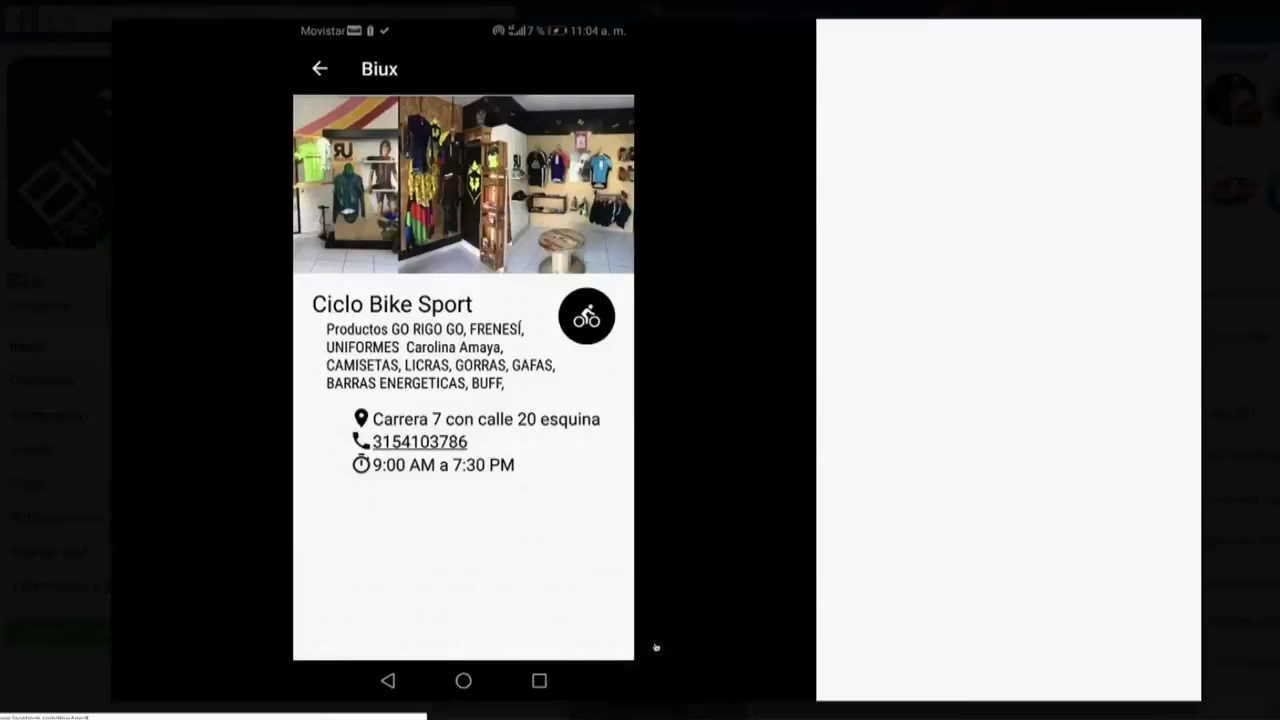 Movistar
7 % 11:04 a. m.
Biux
Ciclo Bike Sport
Productos GO RIGO GO, FRENESÍ,
UNIFORMES  Carolina Amaya,
CAMISETAS, LICRAS, GORRAS, GAFAS,
BARRAS ENERGETICAS, BUFF,
Carrera 7 con calle 20 esquina
3154103786
9:00 AM a 7:30 PM